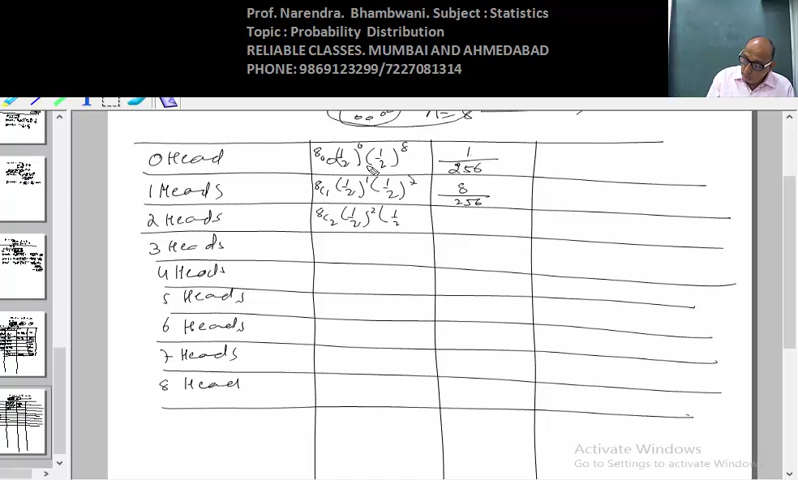 Prof. Narendra. Bhambwani. Subject : Statistics
Topic : Probability Distribution
RELIABLE CLASSES. MUMBAI AND AHMEDABAD
PHONE: 9869123299/7227081314
n=8
0 Head 8c0(1/2)^0(1/2)^8 1/256
1 Heads 8c1(1/2)^1(1/2)^7 8/256
2 Heads 8c2(1/2)^2(1/2
3 Heads
4 Heads
5 Heads
6 Heads
7 Heads
8 Head
Activate Windows
Go to Settings to activate Windows